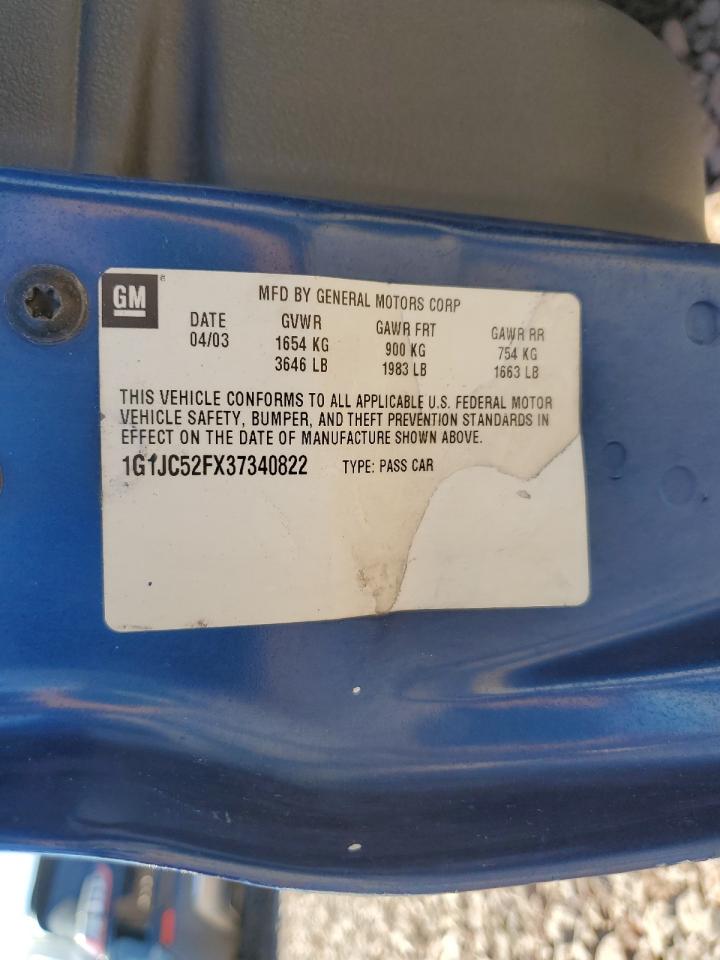 GM ®
MFD BY GENERAL MOTORS CORP
DATE GVWR GAWR FRT GAWR RR
04/03 1654 KG 900 KG 754 KG
3646 LB 1983 LB 1663 LB
THIS VEHICLE CONFORMS TO ALL APPLICABLE U.S. FEDERAL MOTOR
VEHICLE SAFETY, BUMPER, AND THEFT PREVENTION STANDARDS IN
EFFECT ON THE DATE OF MANUFACTURE SHOWN ABOVE.
1G1JC52FX37340822 TYPE: PASS CAR